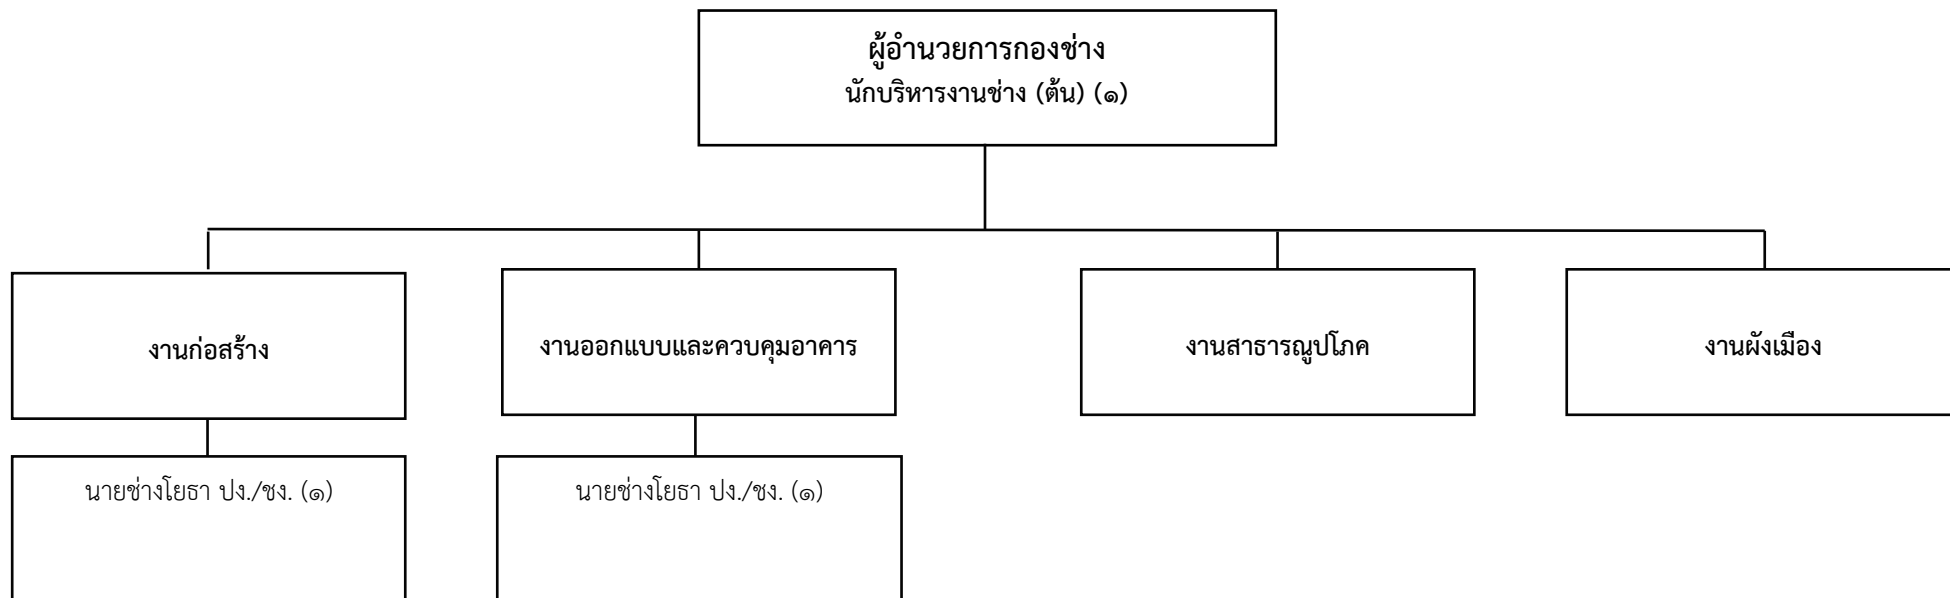 ผู้อำนวยการกองช่าง
นักบริหารงานช่าง (ต้น) (๑)
งานก่อสร้าง
งานออกแบบและควบคุมอาคาร
งานสาธารณูปโภค
งานผังเมือง
นายช่างโยธา ปง./ชง. (๑)
นายช่างโยธา ปง./ชง. (๑)